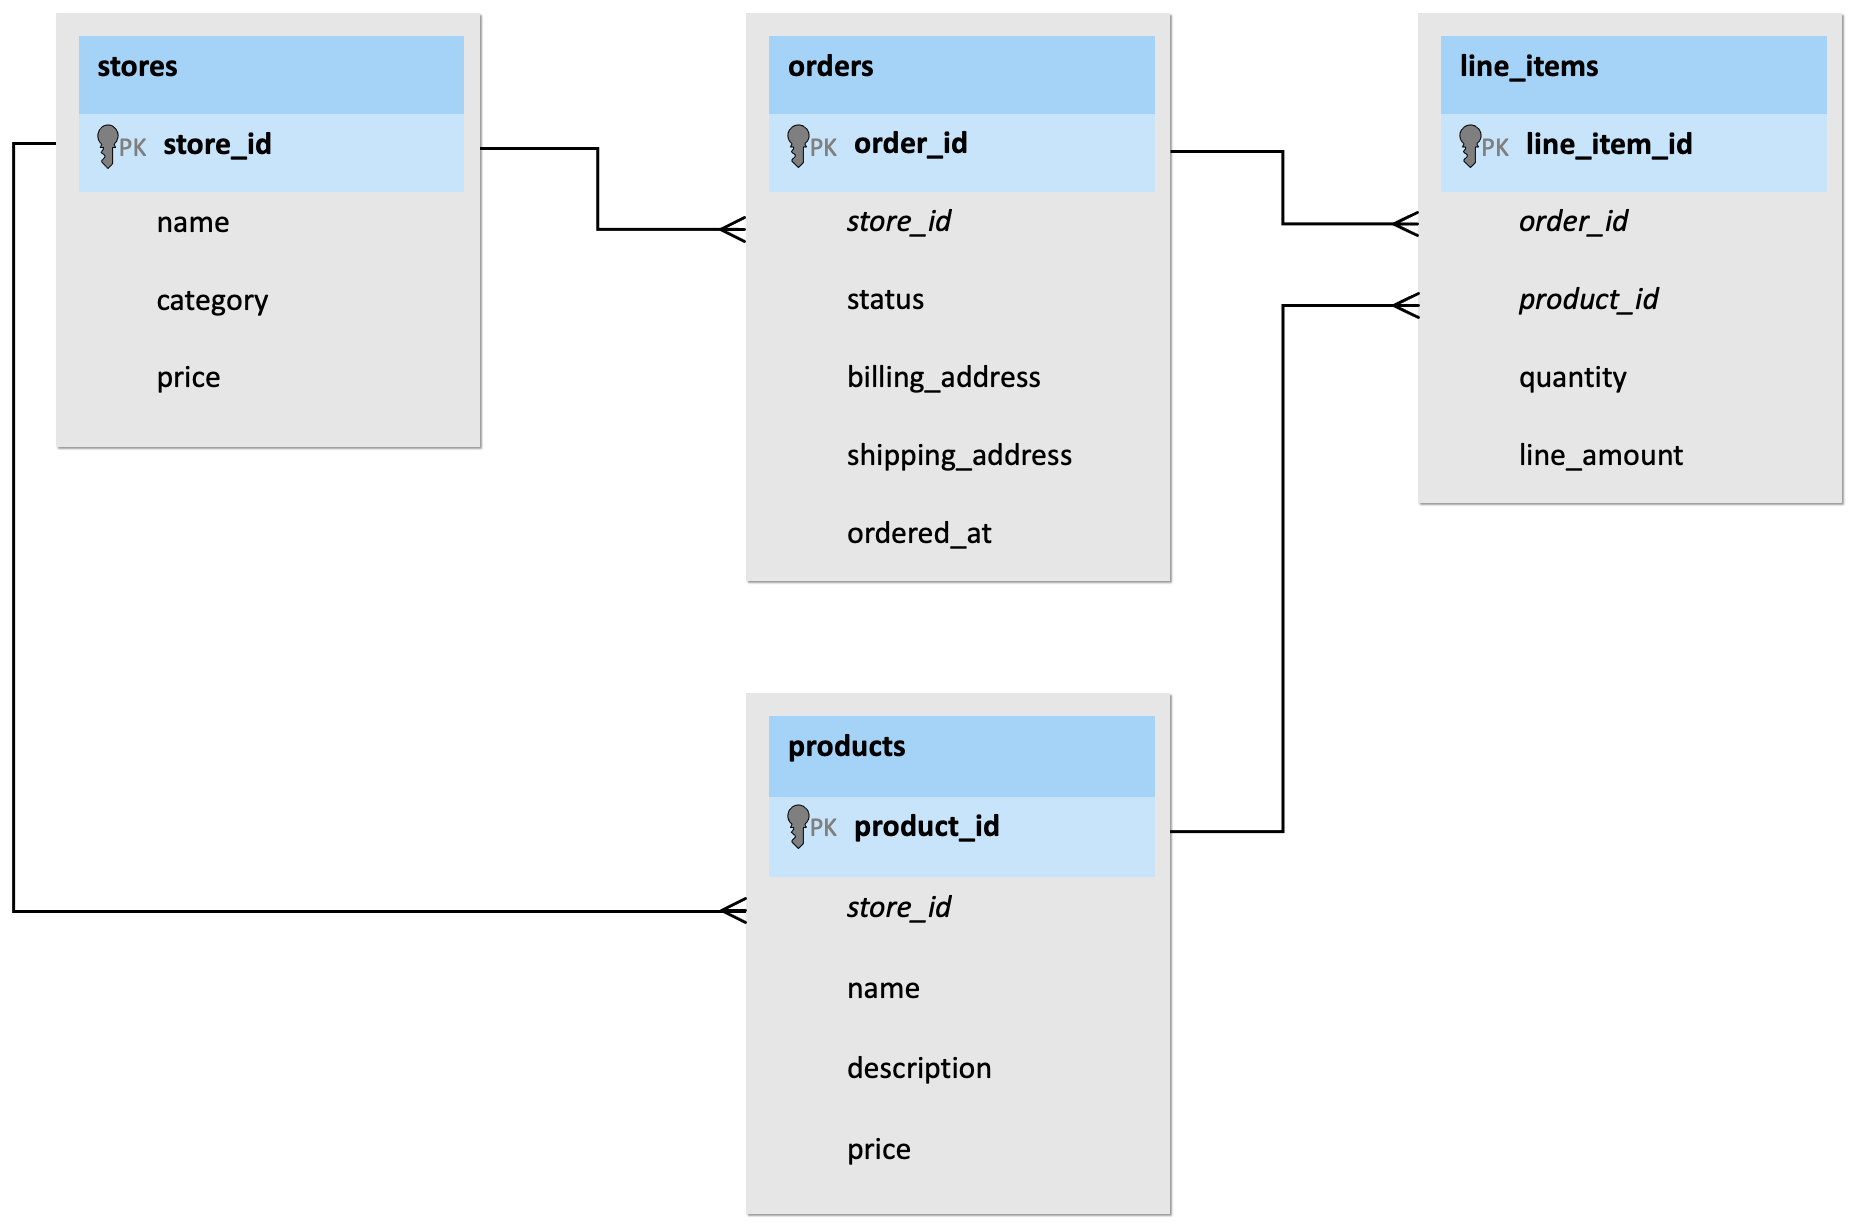 stores
PK store_id
name
category
price
orders
PK order_id
store_id
status
billing_address
shipping_address
ordered_at
line_items
PK line_item_id
order_id
product_id
quantity
line_amount
products
PK product_id
store_id
name
description
price